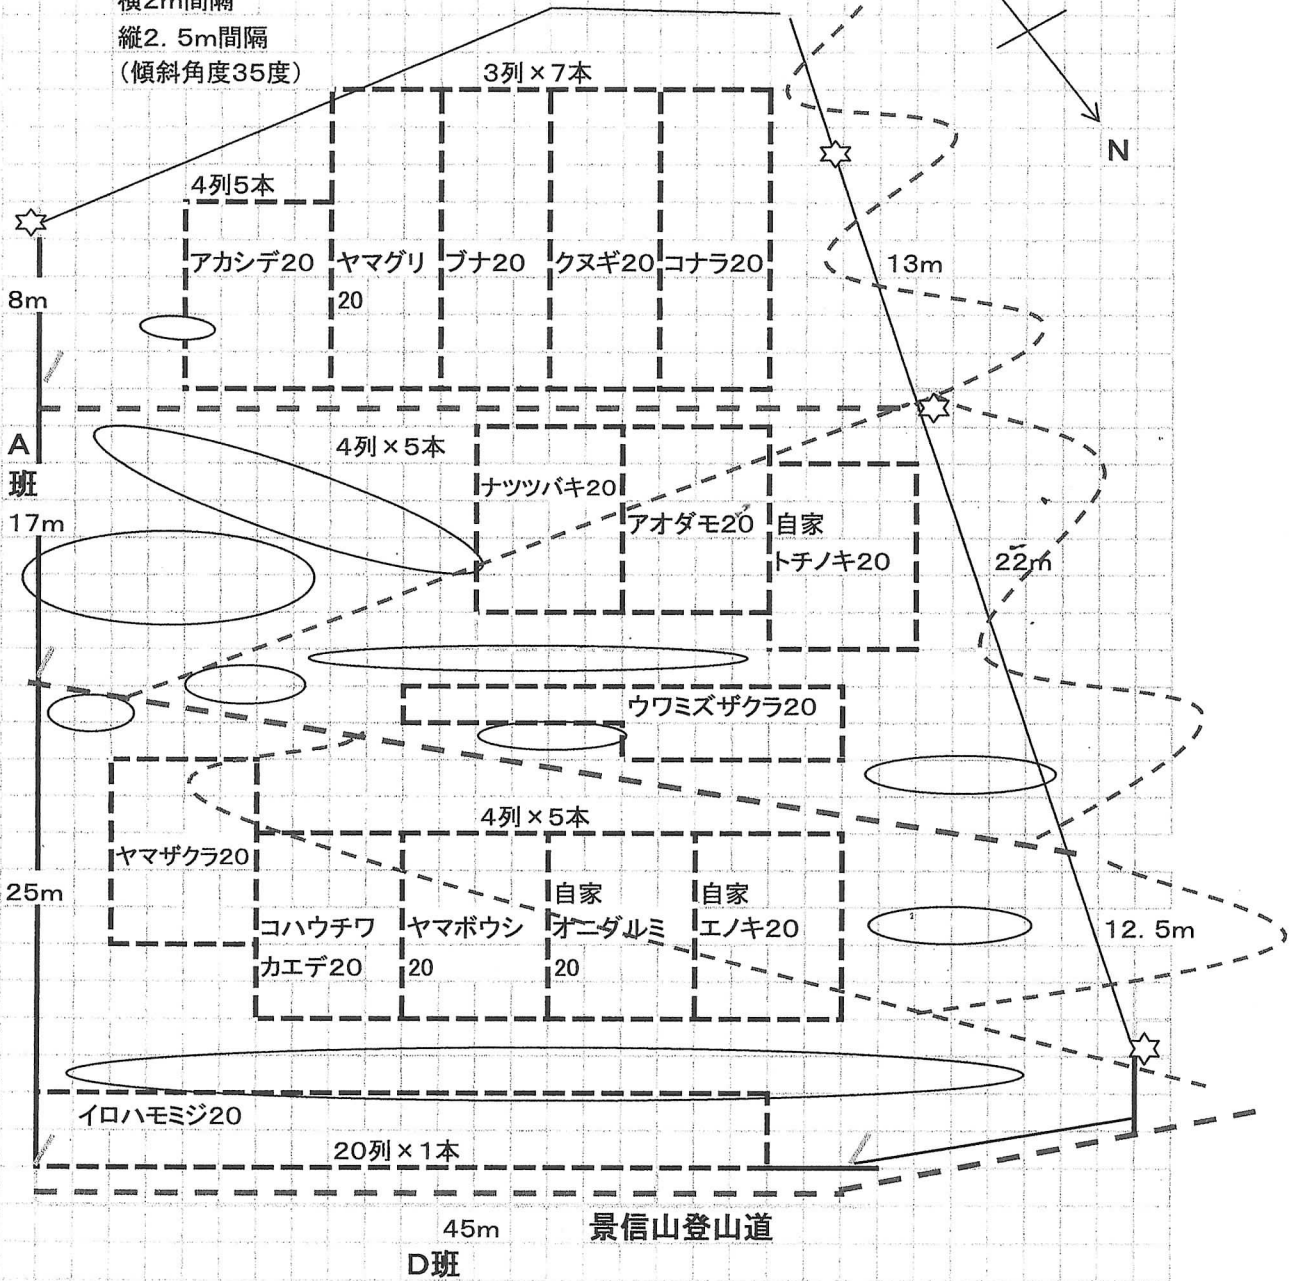 横2m間隔
縦2.5m間隔
(傾斜角度35度)
3列×7本
N
4列5本
アカシデ20
ヤマグリ
20
ブナ20
クヌギ20
コナラ20
13m
8m
A
班
4列×5本
ナツツバキ20
アオダモ20
自家
トチノキ20
17m
22m
ウワミズザクラ20
4列×5本
ヤマザクラ20
25m
コハウチワ
カエデ20
ヤマボウシ
20
自家
オニグルミ
20
自家
エノキ20
12.5m
イロハモミジ20
20列×1本
45m
景信山登山道
D班